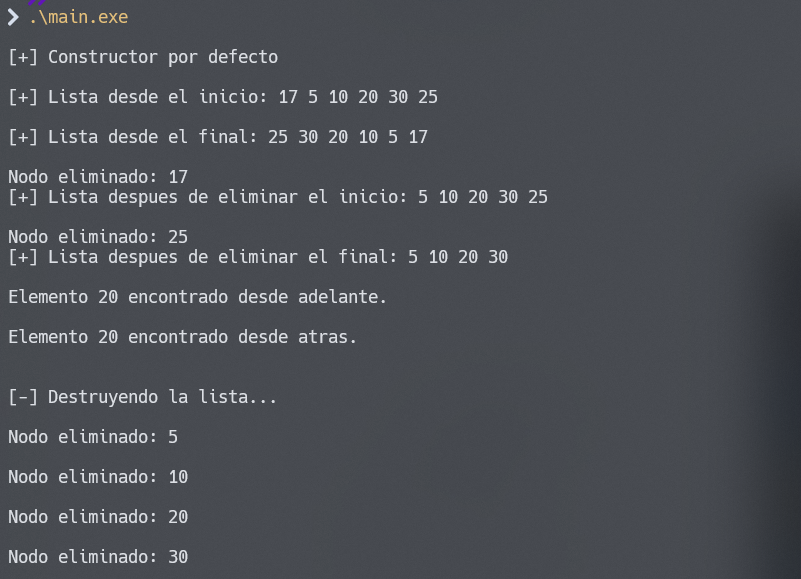 ❯ .\main.exe
[+] Constructor por defecto
[+] Lista desde el inicio: 17 5 10 20 30 25
[+] Lista desde el final: 25 30 20 10 5 17
Nodo eliminado: 17
[+] Lista despues de eliminar el inicio: 5 10 20 30 25
Nodo eliminado: 25
[+] Lista despues de eliminar el final: 5 10 20 30
Elemento 20 encontrado desde adelante.
Elemento 20 encontrado desde atras.
[-] Destruyendo la lista...
Nodo eliminado: 5
Nodo eliminado: 10
Nodo eliminado: 20
Nodo eliminado: 30